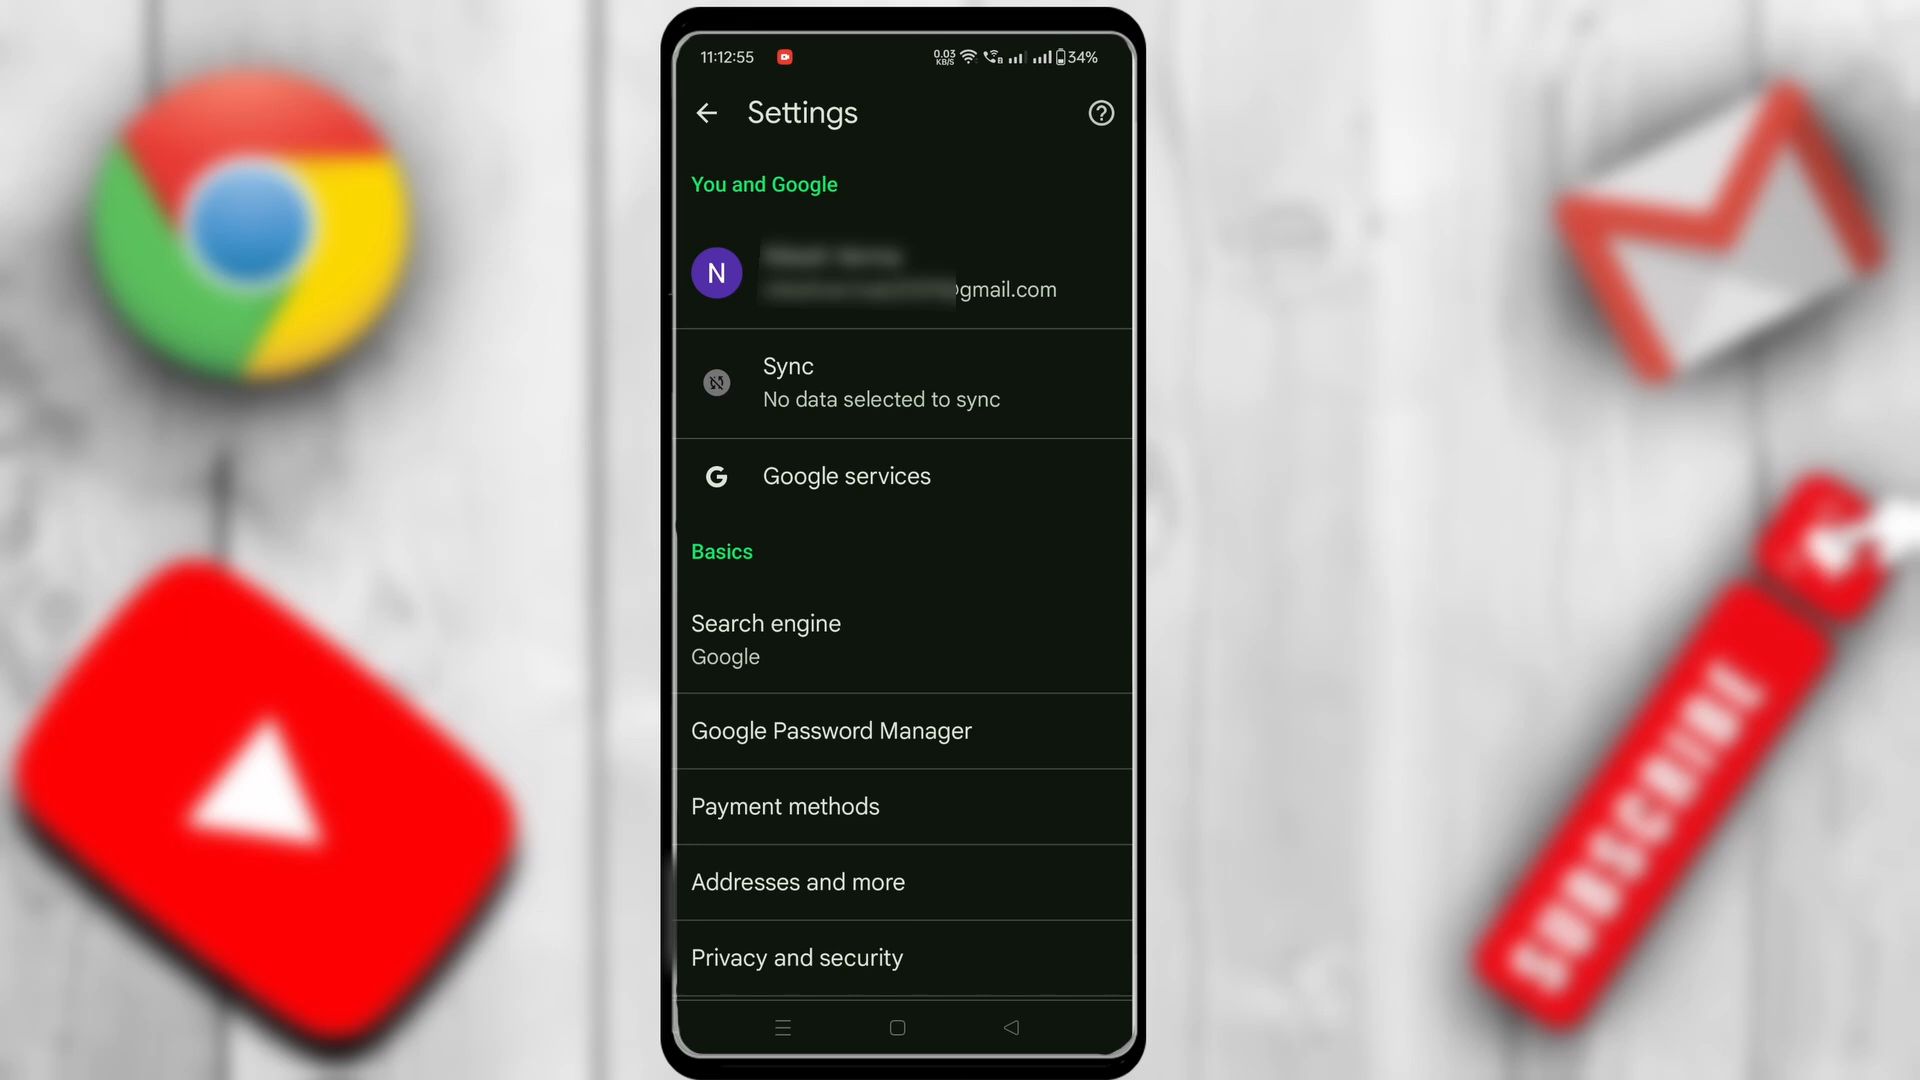 11:12:55
0.03
KB/S
34%
Settings
You and Google
N
gmail.com
Sync
No data selected to sync
Google services
Basics
Search engine
Google
Google Password Manager
Payment methods
Addresses and more
Privacy and security
SUBSCRIBE